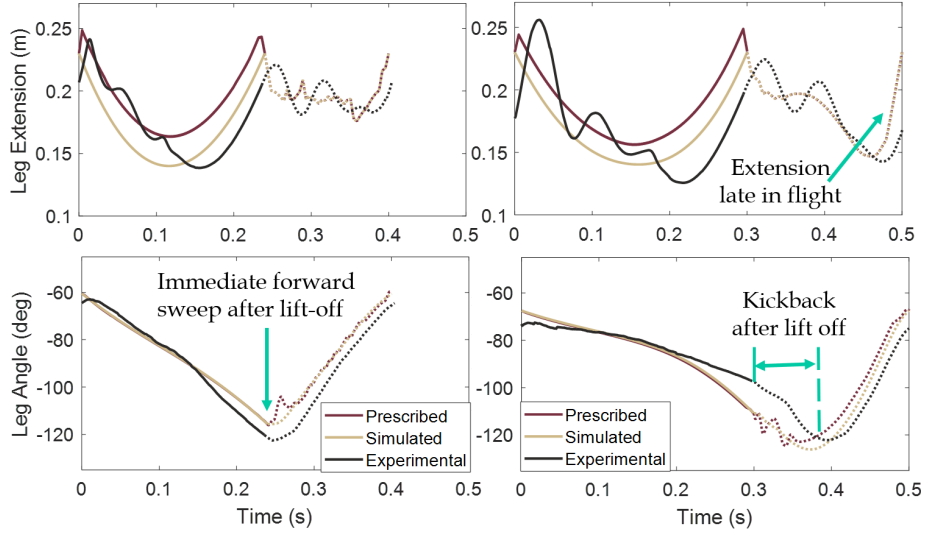 Leg Extension (m)
0.25
0.2
0.15
0.1
0
0.1
0.2
0.3
0.4
0.5
0.25
0.2
0.15
0.1
0
0.1
0.2
0.3
0.4
0.5
Extension
late in flight
Leg Angle (deg)
-60
-80
-100
-120
0
0.1
0.2
0.3
0.4
0.5
Time (s)
Immediate forward
sweep after lift-off
Prescribed
Simulated
Experimental
-60
-80
-100
-120
0
0.1
0.2
0.3
0.4
0.5
Time (s)
Kickback
after lift off
Prescribed
Simulated
Experimental